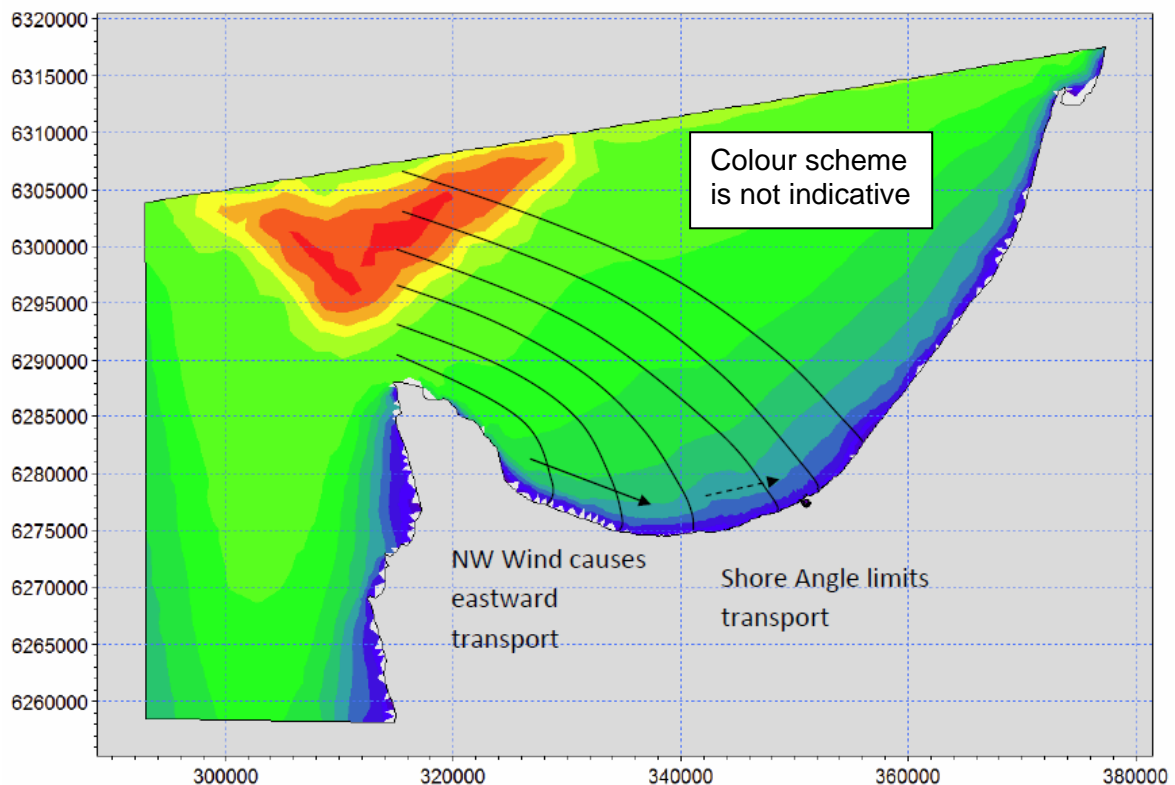 6320000
6315000
6310000
6305000
6300000
6295000
6290000
6285000
6280000
6275000
6270000
6265000
6260000
Colour scheme
is not indicative
NW Wind causes
eastward
transport
Shore Angle limits
transport
300000 320000 340000 360000 380000